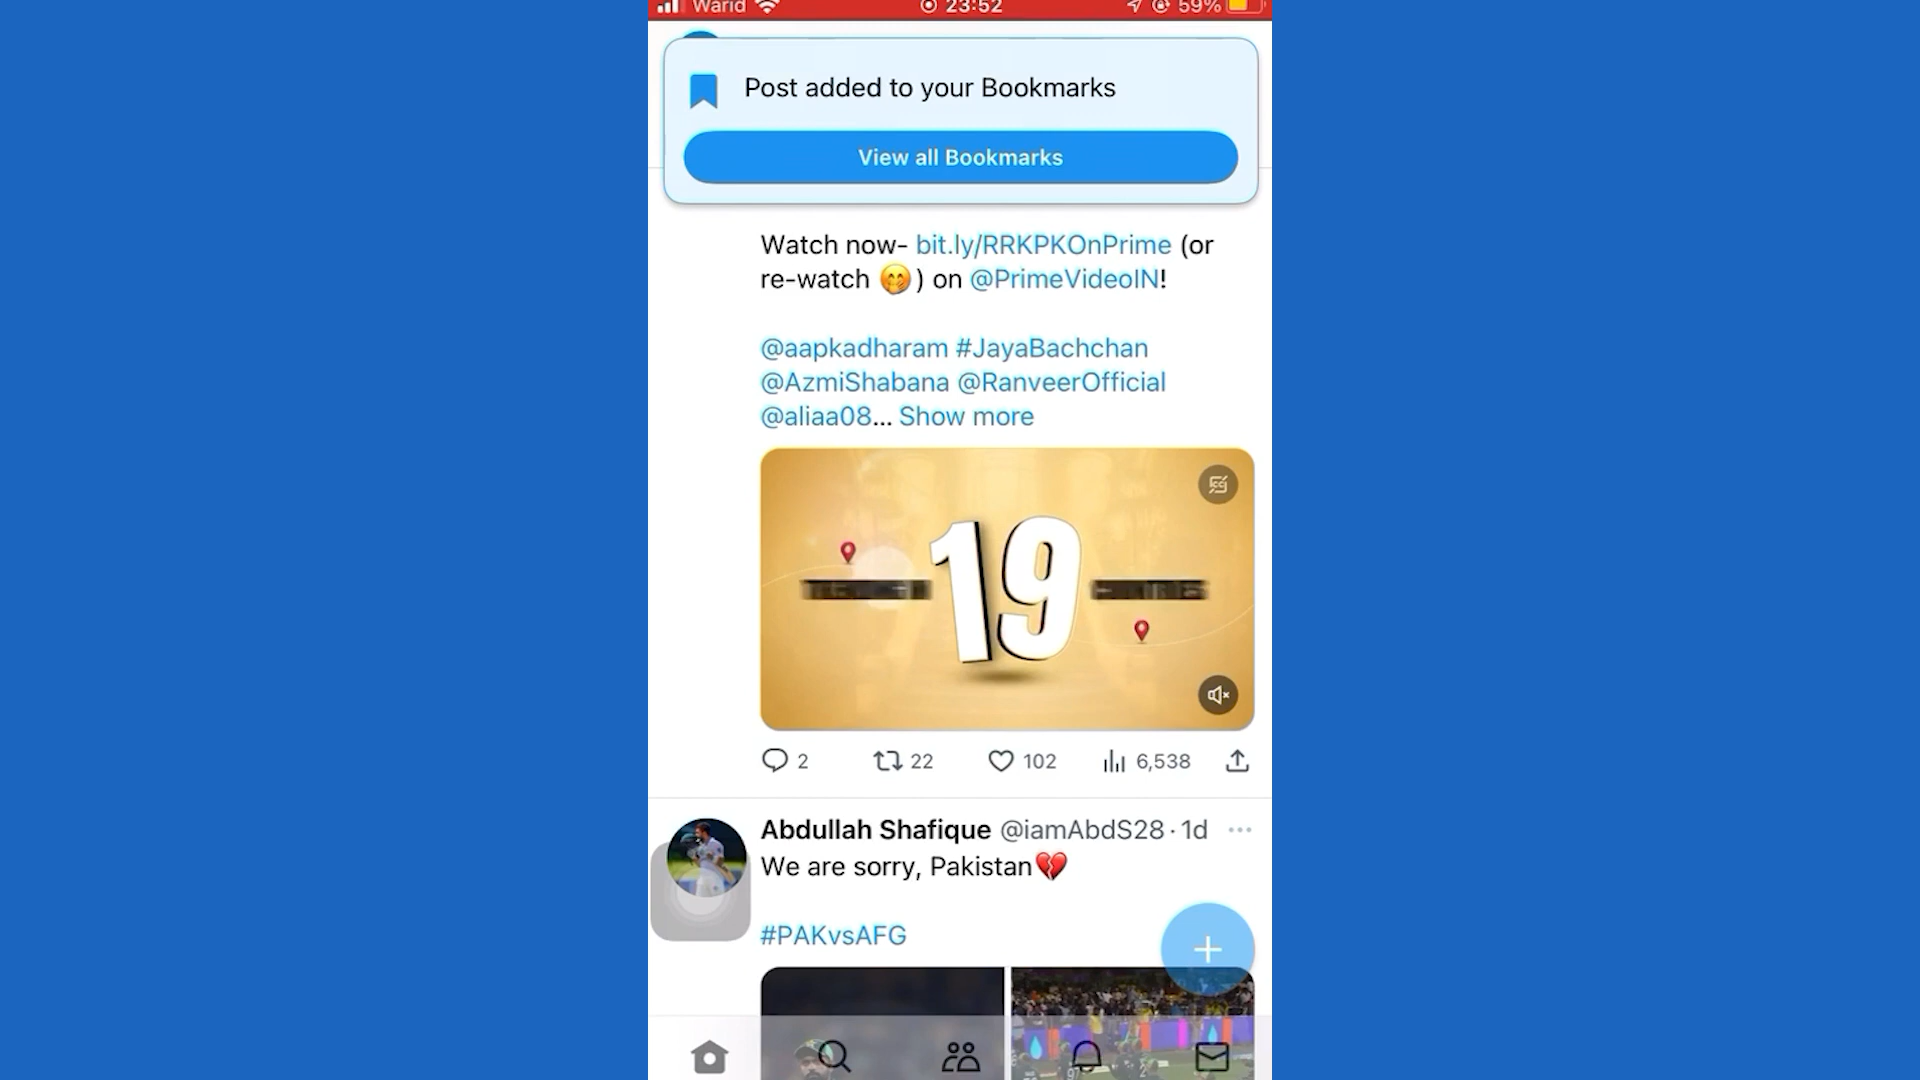 Warid 23:52 59%
Post added to your Bookmarks
View all Bookmarks
Watch now- bit.ly/RRKPKOnPrime (or
re-watch 🤭) on @PrimeVideoIN!
@aapkadharam #JayaBachchan
@AzmiShabana @RanveerOfficial
@aliaa08... Show more
19
2 22 102 6,538
Abdullah Shafique @iamAbdS28 · 1d
We are sorry, Pakistan💔
#PAKvsAFG